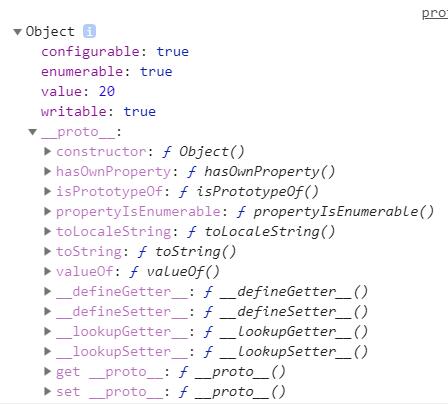 Object i
configurable: true
enumerable: true
value: 20
writable: true
__proto__:
constructor: ƒ Object()
hasOwnProperty: ƒ hasOwnProperty()
isPrototypeOf: ƒ isPrototypeOf()
propertyIsEnumerable: ƒ propertyIsEnumerable()
toLocaleString: ƒ toLocaleString()
toString: ƒ toString()
valueOf: ƒ valueOf()
__defineGetter__: ƒ __defineGetter__()
__defineSetter__: ƒ __defineSetter__()
__lookupGetter__: ƒ __lookupGetter__()
__lookupSetter__: ƒ __lookupSetter__()
get __proto__: ƒ __proto__()
set __proto__: ƒ __proto__()